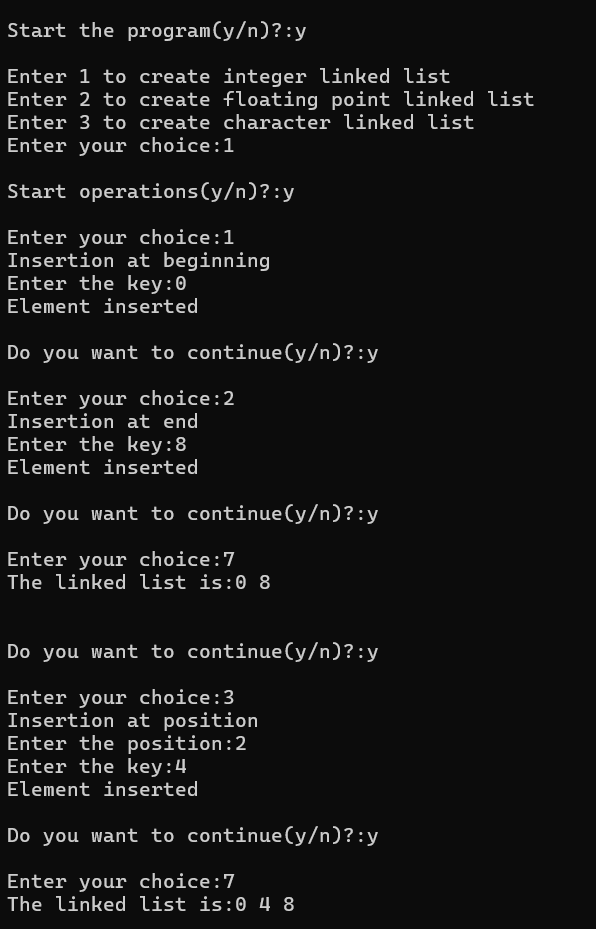 Start the program(y/n)?:y
Enter 1 to create integer linked list
Enter 2 to create floating point linked list
Enter 3 to create character linked list
Enter your choice:1
Start operations(y/n)?:y
Enter your choice:1
Insertion at beginning
Enter the key:0
Element inserted
Do you want to continue(y/n)?:y
Enter your choice:2
Insertion at end
Enter the key:8
Element inserted
Do you want to continue(y/n)?:y
Enter your choice:7
The linked list is:0 8
Do you want to continue(y/n)?:y
Enter your choice:3
Insertion at position
Enter the position:2
Enter the key:4
Element inserted
Do you want to continue(y/n)?:y
Enter your choice:7
The linked list is:0 4 8